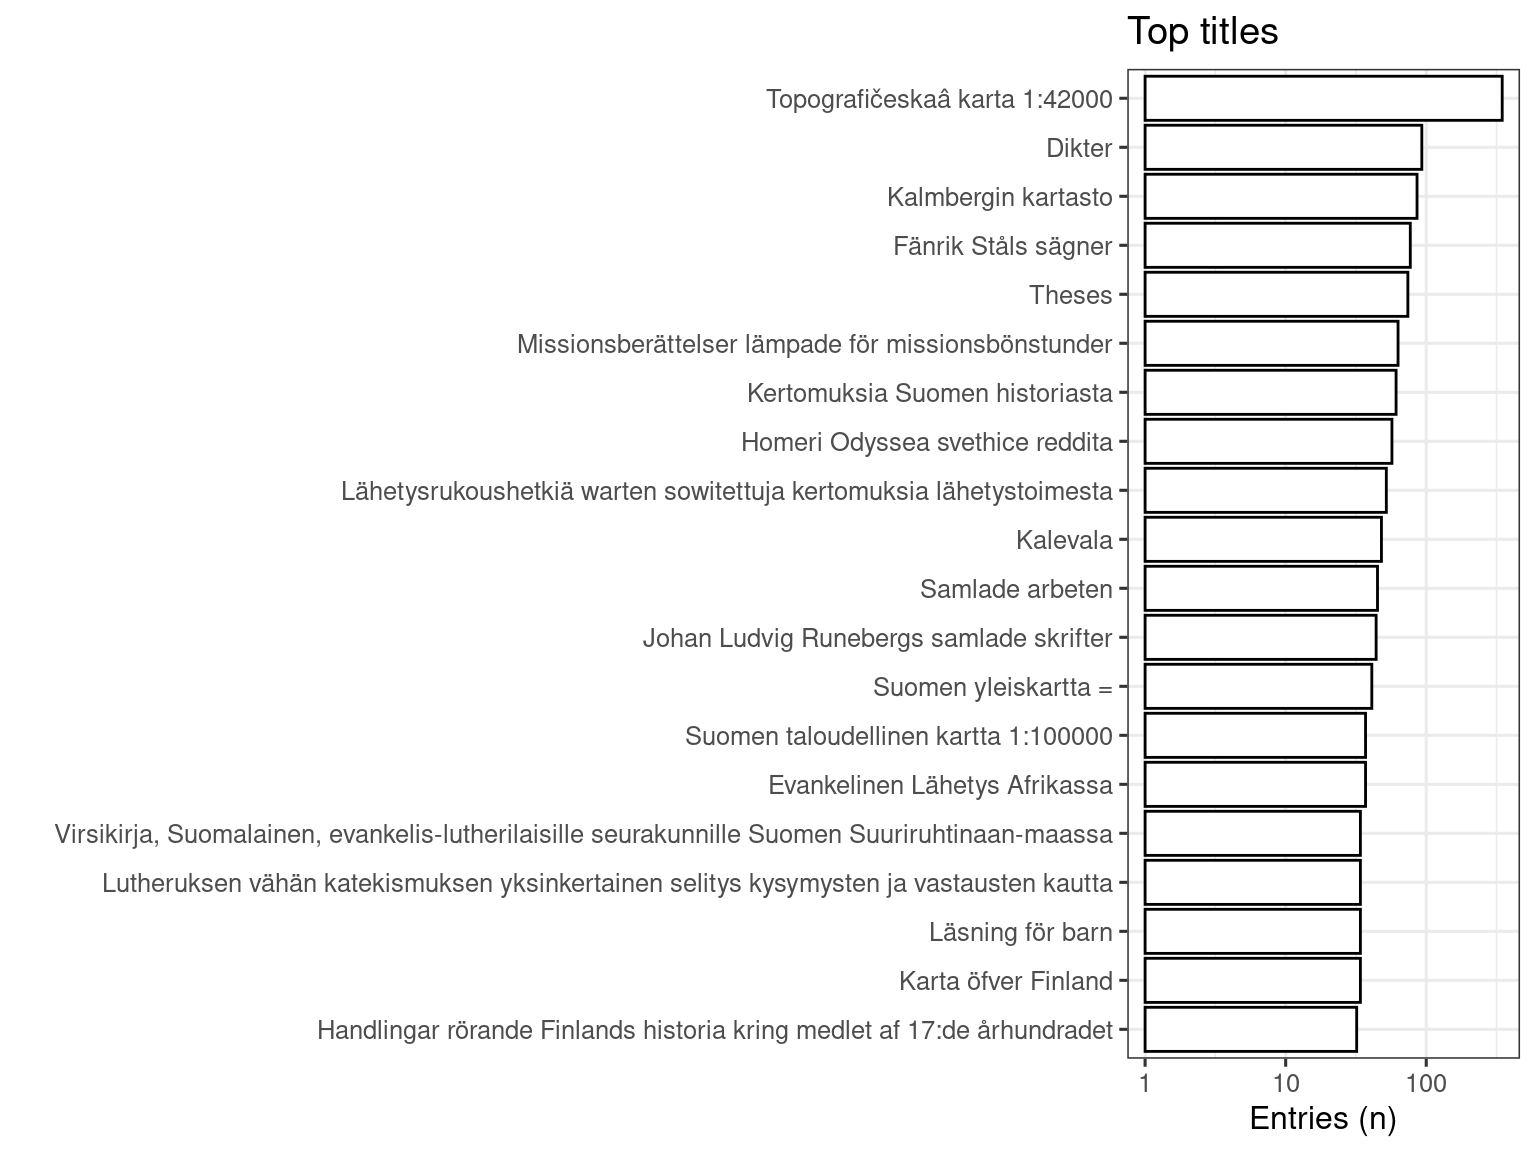 Top titles
Topografičeskaâ karta 1:42000
Dikter
Kalmbergin kartasto
Fänrik Ståls sägner
Theses
Missionsberättelser lämpade för missionsbönstunder
Kertomuksia Suomen historiasta
Homeri Odyssea svethice reddita
Lähetysrukoushetkiä warten sowitettuja kertomuksia lähetystoimesta
Kalevala
Samlade arbeten
Johan Ludvig Runebergs samlade skrifter
Suomen yleiskartta =
Suomen taloudellinen kartta 1:100000
Evankelinen Lähetys Afrikassa
Virsikirja, Suomalainen, evankelis-lutherilaisille seurakunnille Suomen Suuriruhtinaan-maassa
Lutheruksen vähän katekismuksen yksinkertainen selitys kysymysten ja vastausten kautta
Läsning för barn
Karta öfver Finland
Handlingar rörande Finlands historia kring medlet af 17:de århundradet
1 10 100
Entries (n)